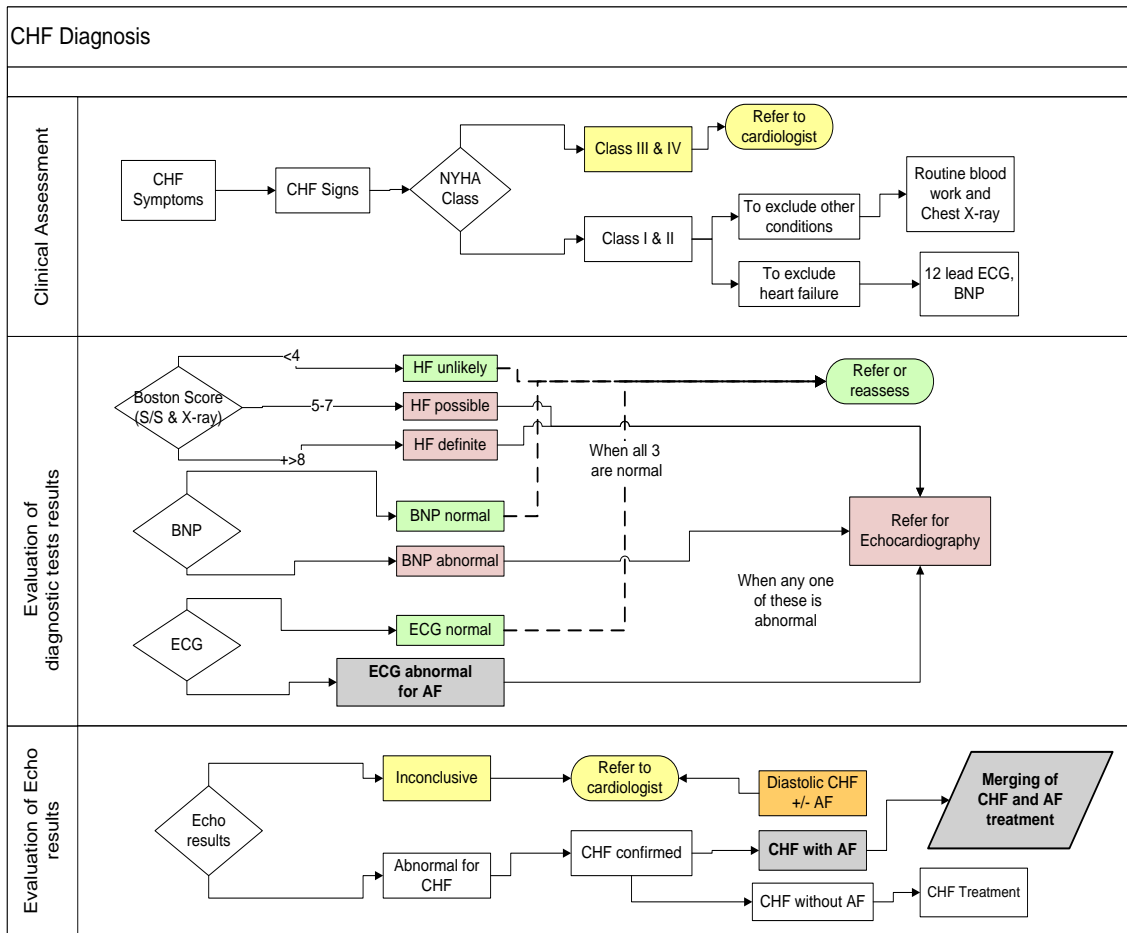 CHF Diagnosis
Clinical Assessment
CHF
Symptoms
CHF Signs
NYHA
Class
Class III & IV
Refer to
cardiologist
Class I & II
To exclude other
conditions
Routine blood
work and
Chest X-ray
To exclude
heart failure
12 lead ECG,
BNP
Evaluation of
diagnostic tests results
Boston Score
(S/S & X-ray)
<4
HF unlikely
5-7
HF possible
+>8
HF definite
Refer or
reassess
When all 3
are normal
BNP
BNP normal
BNP abnormal
Refer for
Echocardiography
When any one
of these is
abnormal
ECG
ECG normal
ECG abnormal
for AF
Evaluation of Echo
results
Echo
results
Inconclusive
Refer to
cardiologist
Diastolic CHF
+/- AF
Merging of
CHF and AF
treatment
Abnormal for
CHF
CHF confirmed
CHF with AF
CHF without AF
CHF Treatment